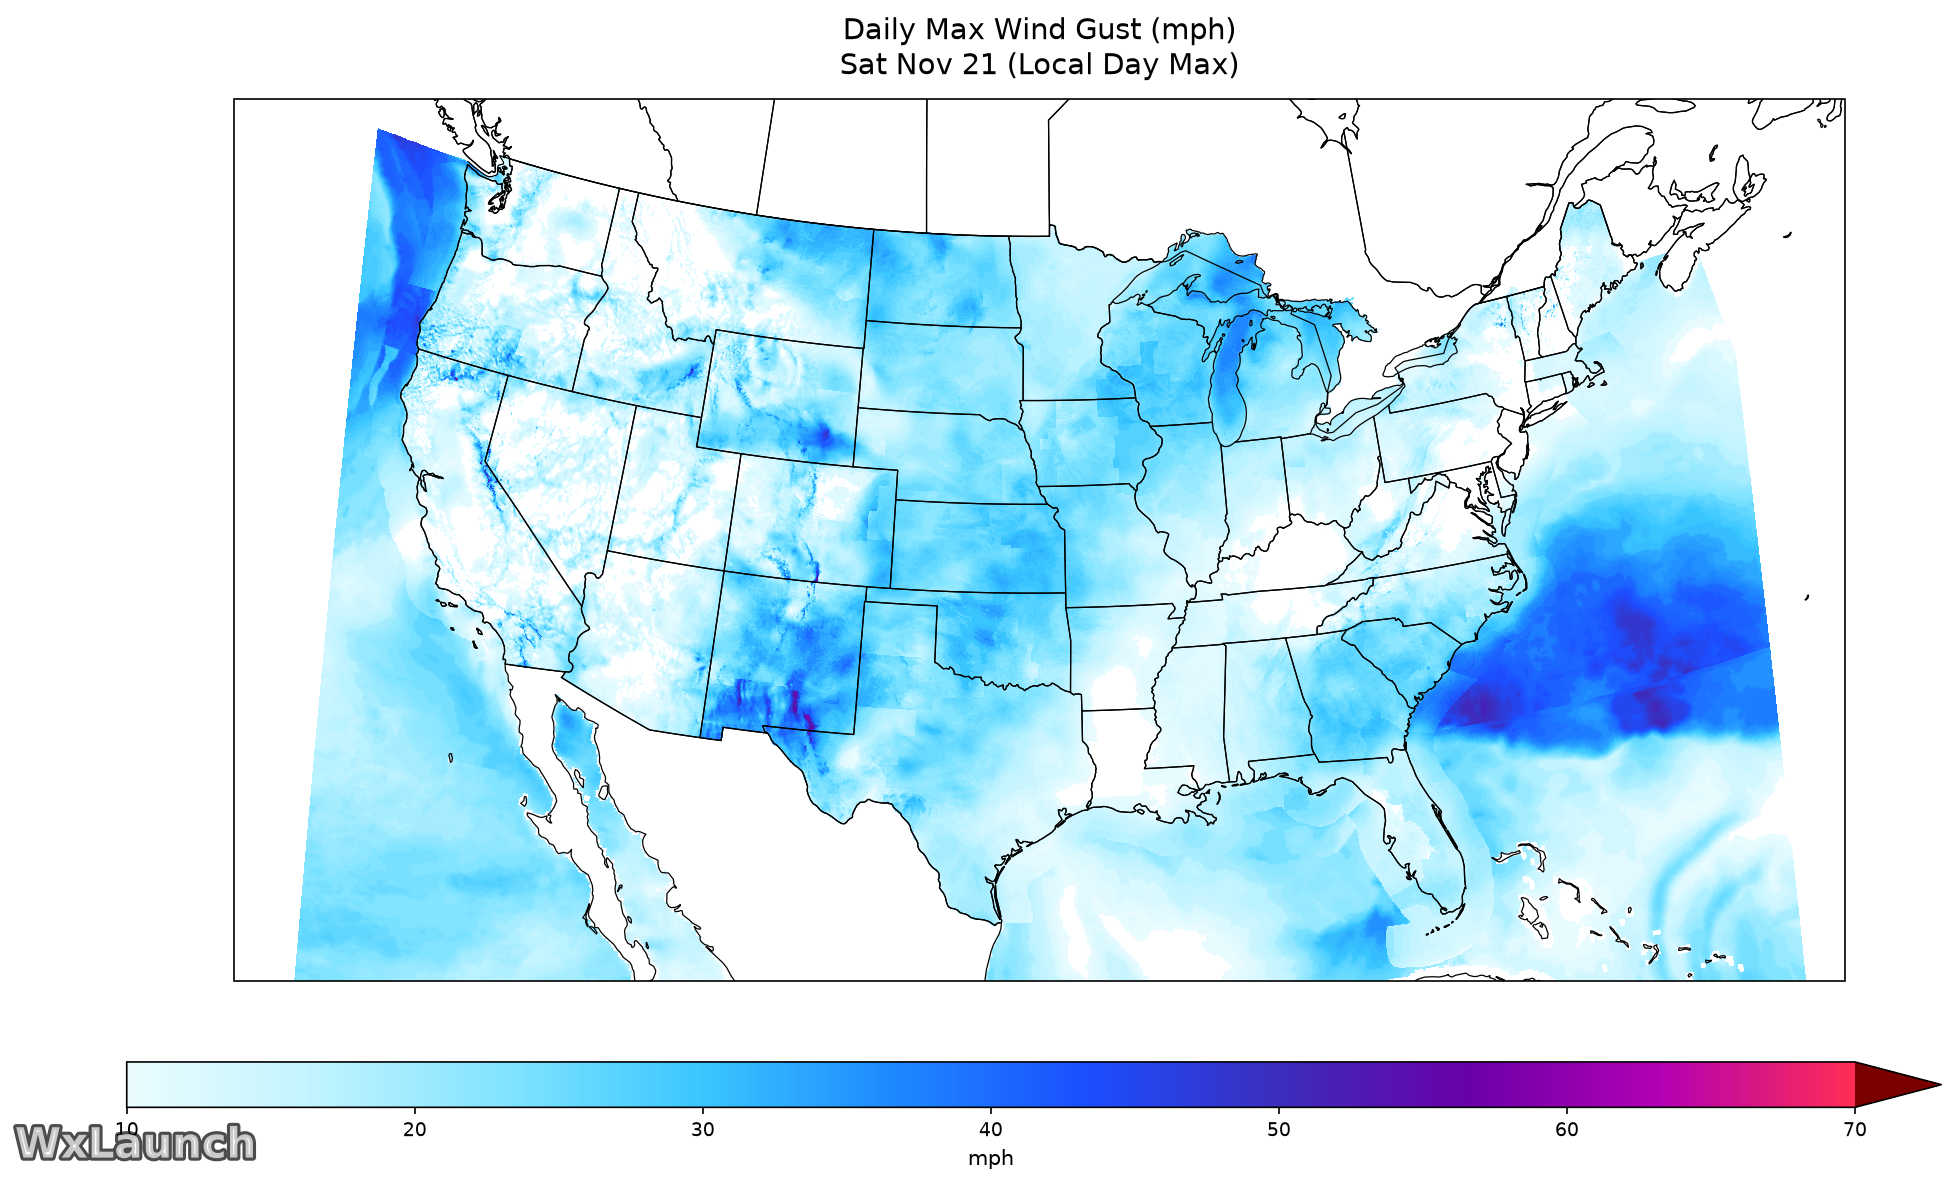 Daily Max Wind Gust (mph)
Sat Nov 21 (Local Day Max)
10 20 30 40 50 60 70
mph
WxLaunch